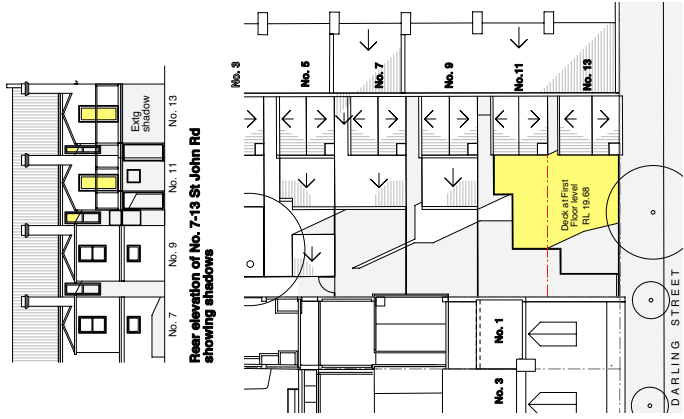 Extg
shadow
No. 13
No. 11
No. 9
No. 7
Rear elevation of No. 7-13 St John Rd
showing shadows
No. 3
No. 5
No. 7
No. 9
No.11
No. 13
Deck at First
Floor level
RL 19.68
No. 1
No. 3
DARLING STREET